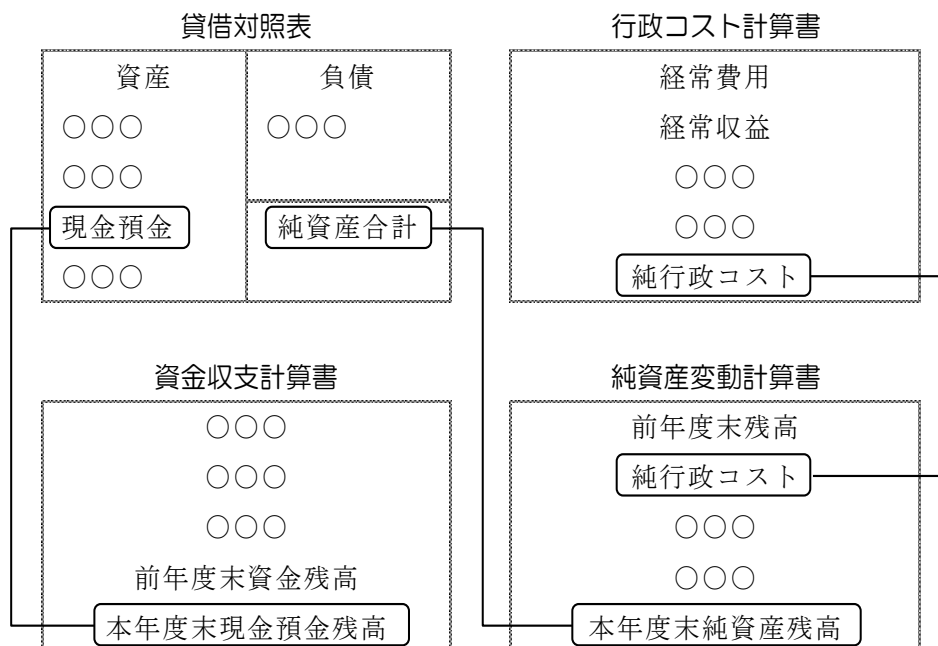 貸借対照表
資産
○○○
○○○
現金預金
○○○
負債
○○○
純資産合計
行政コスト計算書
経常費用
経常収益
○○○
○○○
純行政コスト
資金収支計算書
○○○
○○○
○○○
前年度末資金残高
本年度末現金預金残高
純資産変動計算書
前年度末残高
純行政コスト
○○○
○○○
本年度末純資産残高